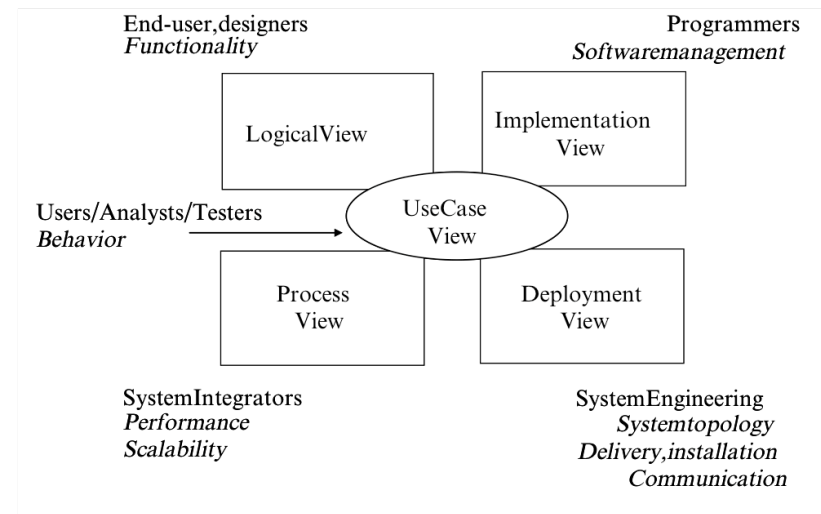 End-user,designers
Functionality
Programmers
Softwaremanagement
LogicalView
Implementation
View
Users/Analysts/Testers
Behavior
UseCase
View
Process
View
Deployment
View
SystemIntegrators
Performance
Scalability
SystemEngineering
Systemtopology
Delivery,installation
Communication